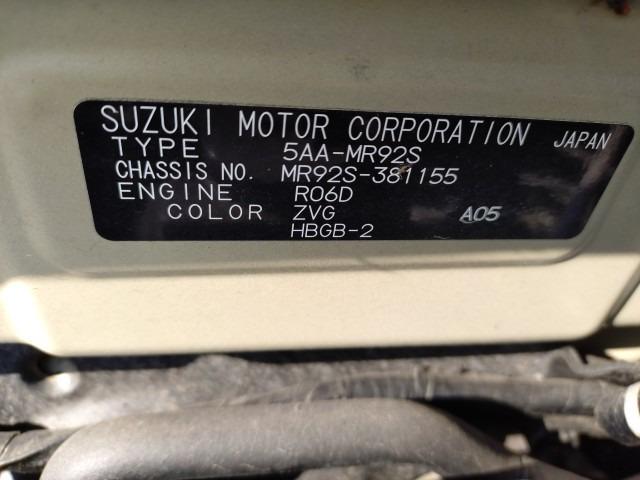 SUZUKI MOTOR CORPORATION JAPAN
TYPE 5AA-MR92S
CHASSIS NO. MR92S-381155
ENGINE R06D
COLOR ZVG A05
HBGB-2